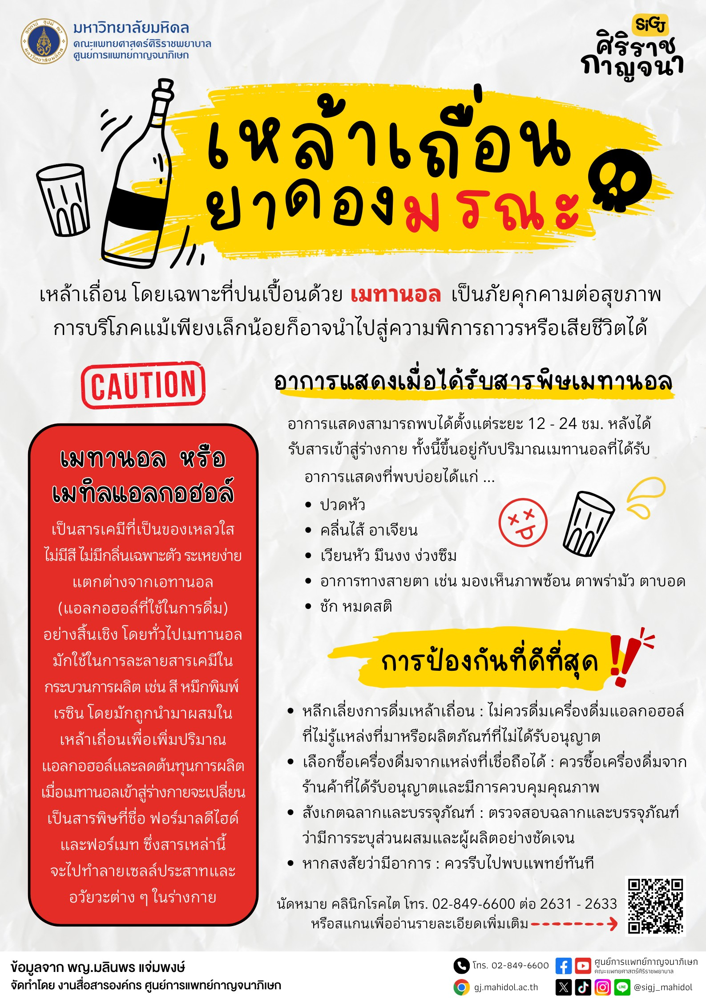 มหาวิทยาลัยมหิดล
คณะแพทยศาสตร์ศิริราชพยาบาล
ศูนย์การแพทย์กาญจนาภิเษก
SiGJ
ศิริราช
กาญจนา
เหล้าเถื่อน
ยาดองมรณะ
เหล้าเถื่อน โดยเฉพาะที่ปนเปื้อนด้วย เมทานอล เป็นภัยคุกคามต่อสุขภาพ
การบริโภคแม้เพียงเล็กน้อยก็อาจนำไปสู่ความพิการถาวรหรือเสียชีวิตได้
CAUTION
เมทานอล หรือ
เมทิลแอลกอฮอล์
เป็นสารเคมีที่เป็นของเหลวใส
ไม่มีสี ไม่มีกลิ่นเฉพาะตัว ระเหยง่าย
แตกต่างจากเอทานอล
(แอลกอฮอล์ที่ใช้ในการดื่ม)
อย่างสิ้นเชิง โดยทั่วไปเมทานอล
มักใช้ในการละลายสารเคมีใน
กระบวนการผลิต เช่น สี หมึกพิมพ์
เรซิน โดยมักถูกนำมาผสมใน
เหล้าเถื่อนเพื่อเพิ่มปริมาณ
แอลกอฮอล์และลดต้นทุนการผลิต
เมื่อเมทานอลเข้าสู่ร่างกายจะเปลี่ยน
เป็นสารพิษที่ชื่อ ฟอร์มาลดีไฮด์
และฟอร์เมท ซึ่งสารเหล่านี้
จะไปทำลายเซลล์ประสาทและ
อวัยวะต่าง ๆ ในร่างกาย
อาการแสดงเมื่อได้รับสารพิษเมทานอล
อาการแสดงสามารถพบได้ตั้งแต่ระยะ 12 - 24 ชม. หลังได้
รับสารเข้าสู่ร่างกาย ทั้งนี้ขึ้นอยู่กับปริมาณเมทานอลที่ได้รับ
อาการแสดงที่พบบ่อยได้แก่ ...
• ปวดหัว
• คลื่นไส้ อาเจียน
• เวียนหัว มึนงง ง่วงซึม
• อาการทางสายตา เช่น มองเห็นภาพซ้อน ตาพร่ามัว ตาบอด
• ชัก หมดสติ
การป้องกันที่ดีที่สุด !!
• หลีกเลี่ยงการดื่มเหล้าเถื่อน : ไม่ควรดื่มเครื่องดื่มแอลกอฮอล์
ที่ไม่รู้แหล่งที่มาหรือผลิตภัณฑ์ที่ไม่ได้รับอนุญาต
• เลือกซื้อเครื่องดื่มจากแหล่งที่เชื่อถือได้ : ควรซื้อเครื่องดื่มจาก
ร้านค้าที่ได้รับอนุญาตและมีการควบคุมคุณภาพ
• สังเกตฉลากและบรรจุภัณฑ์ : ตรวจสอบฉลากและบรรจุภัณฑ์
ว่ามีการระบุส่วนผสมและผู้ผลิตอย่างชัดเจน
• หากสงสัยว่ามีอาการ : ควรรีบไปพบแพทย์ทันที
นัดหมาย คลินิกโรคไต โทร. 02-849-6600 ต่อ 2631 - 2633
หรือสแกนเพื่ออ่านรายละเอียดเพิ่มเติม
ข้อมูลจาก พญ.มลินพร แจ่มพงษ์
จัดทำโดย งานสื่อสารองค์กร ศูนย์การแพทย์กาญจนาภิเษก
โทร. 02-849-6600
ศูนย์การแพทย์กาญจนาภิเษก
คณะแพทยศาสตร์ศิริราชพยาบาล
gj.mahidol.ac.th
LINE
@sigj_mahidol